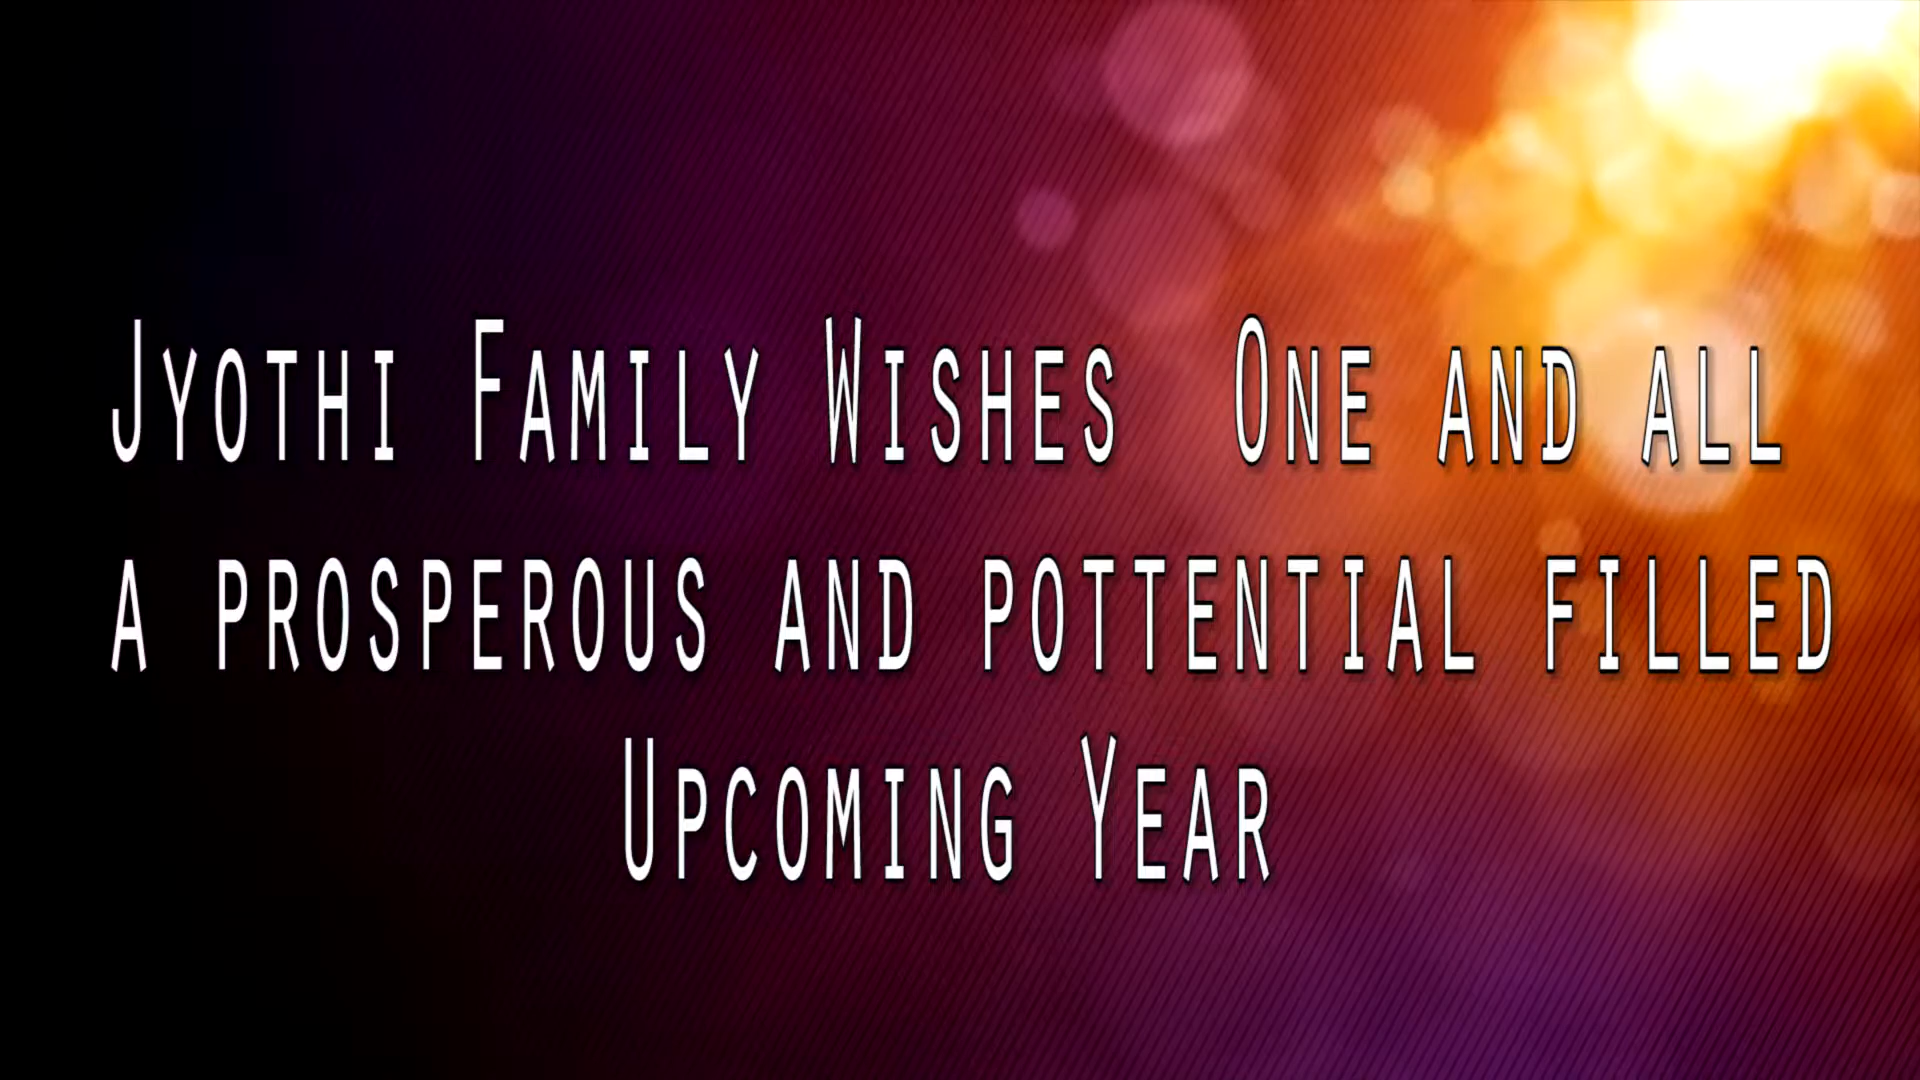 Jyothi Family Wishes  One and all
a prosperous and pottential filled
Upcoming Year